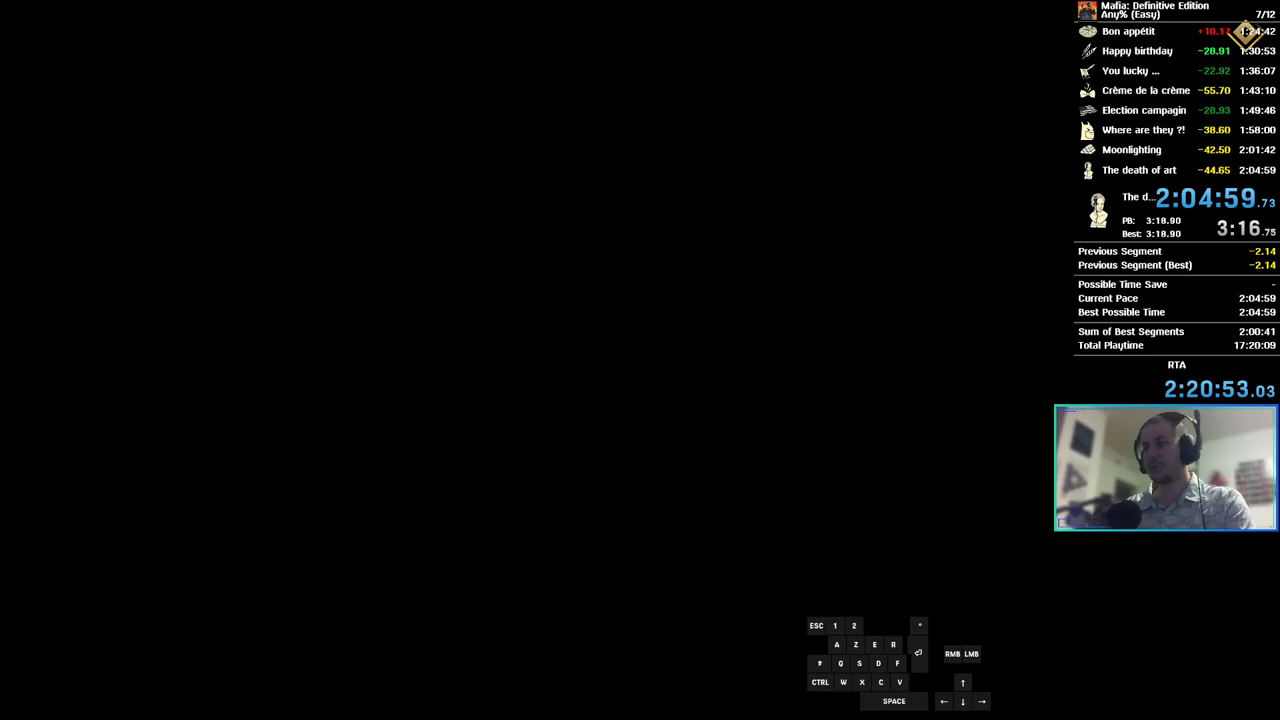 Mafia: Definitive Edition
Any% (Easy) 7/12
Bon appétit +10.17 1:24:42
Happy birthday -28.91 1:30:53
You lucky ... -22.92 1:36:07
Crème de la crème -55.70 1:43:10
Election campagin -28.93 1:49:46
Where are they ?! -38.60 1:58:00
Moonlighting -42.50 2:01:42
The death of art -44.65 2:04:59
The d... 2:04:59.73
PB: 3:18.90
Best: 3:18.90
3:16.75
Previous Segment -2.14
Previous Segment (Best) -2.14
Possible Time Save -
Current Pace 2:04:59
Best Possible Time 2:04:59
Sum of Best Segments 2:00:41
Total Playtime 17:20:09
RTA
2:20:53.03
ESC 1 2 °
A Z E R
RMB LMB
Q S D F
CTRL W X C V
↑
SPACE ← ↓ →